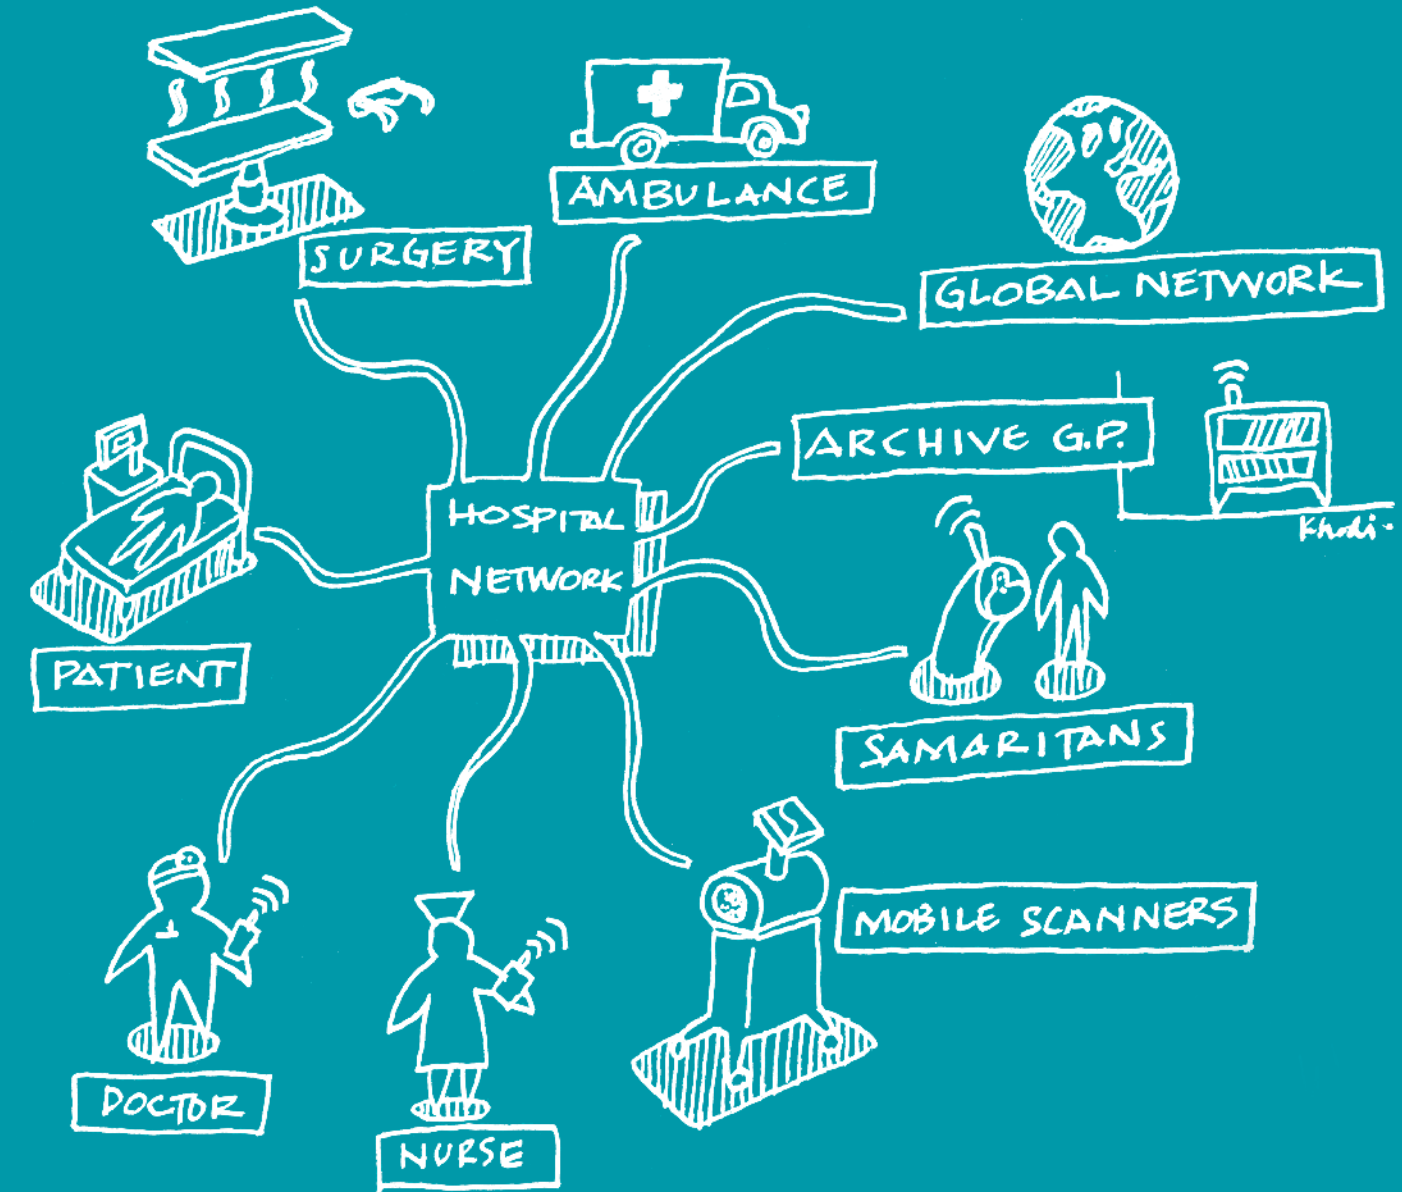 SURGERY
AMBULANCE
GLOBAL NETWORK
ARCHIVE G.P.
HOSPITAL
NETWORK
PATIENT
SAMARITANS
MOBILE SCANNERS
DOCTOR
NURSE